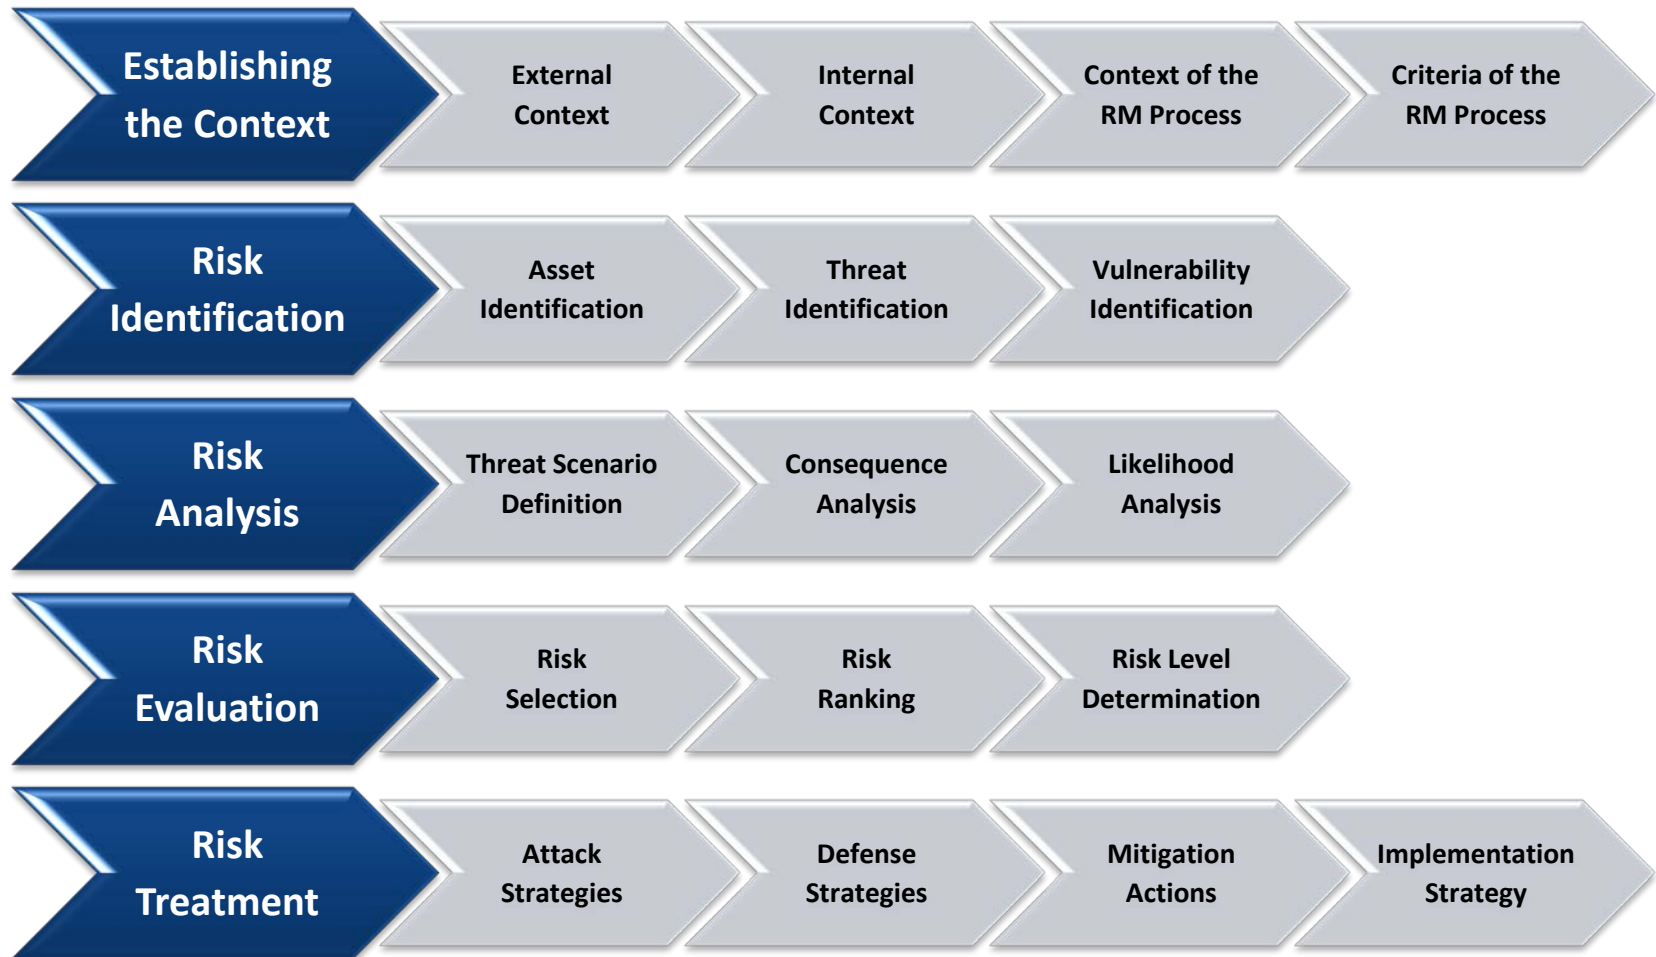 Establishing
the Context
External
Context
Internal
Context
Context of the
RM Process
Criteria of the
RM Process
Risk
Identification
Asset
Identification
Threat
Identification
Vulnerability
Identification
Risk
Analysis
Threat Scenario
Definition
Consequence
Analysis
Likelihood
Analysis
Risk
Evaluation
Risk
Selection
Risk
Ranking
Risk Level
Determination
Risk
Treatment
Attack
Strategies
Defense
Strategies
Mitigation
Actions
Implementation
Strategy